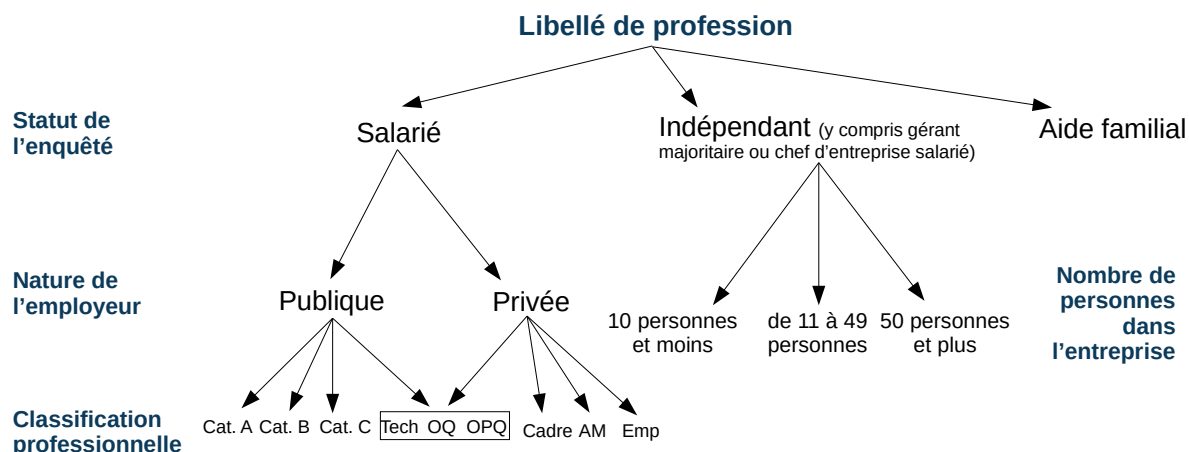 Libellé de profession
Statut de
l’enquêté
Salarié
Indépendant (y compris gérant
majoritaire ou chef d’entreprise salarié)
Aide familial
Nature de
l’employeur
Publique
Privée
10 personnes
et moins
de 11 à 49
personnes
50 personnes
et plus
Nombre de
personnes
dans
l’entreprise
Classification
professionnelle
Cat. A Cat. B Cat. C Tech OQ OPQ Cadre AM Emp